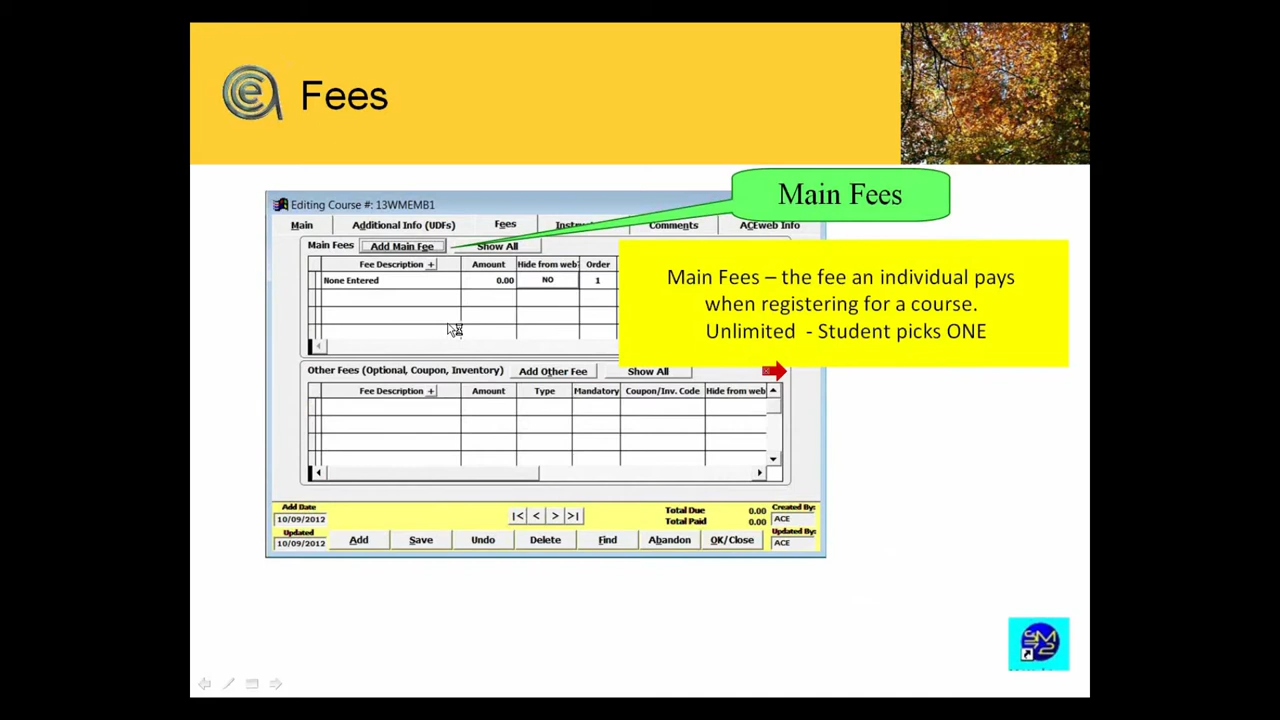 Fees
Main Fees
Editing Course #: 13WMEMB1
Main Additional Info (UDFs) Fees Comments ACEweb Info
Main Fees Add Main Fee Show All
Fee Description + Amount Hide from web? Order
None Entered 0.00 NO 1
Main Fees – the fee an individual pays
when registering for a course.
Unlimited - Student picks ONE
Other Fees (Optional, Coupon, Inventory) Add Other Fee Show All
Fee Description + Amount Type Mandatory Coupon/Inv. Code Hide from web
Add Date
10/09/2012
Updated
10/09/2012
|< < > >|
Total Due 0.00
Total Paid 0.00
Created By:
ACE
Updated By:
ACE
Add Save Undo Delete Find Abandon OK/Close